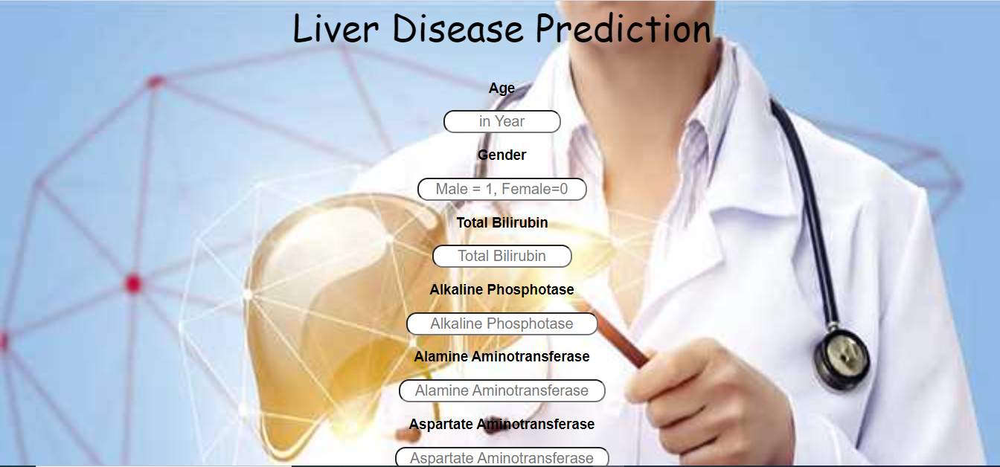 Liver Disease Prediction
Age
in Year
Gender
Male = 1, Female=0
Total Bilirubin
Total Bilirubin
Alkaline Phosphotase
Alkaline Phosphotase
Alamine Aminotransferase
Alamine Aminotransferase
Aspartate Aminotransferase
Aspartate Aminotransferase